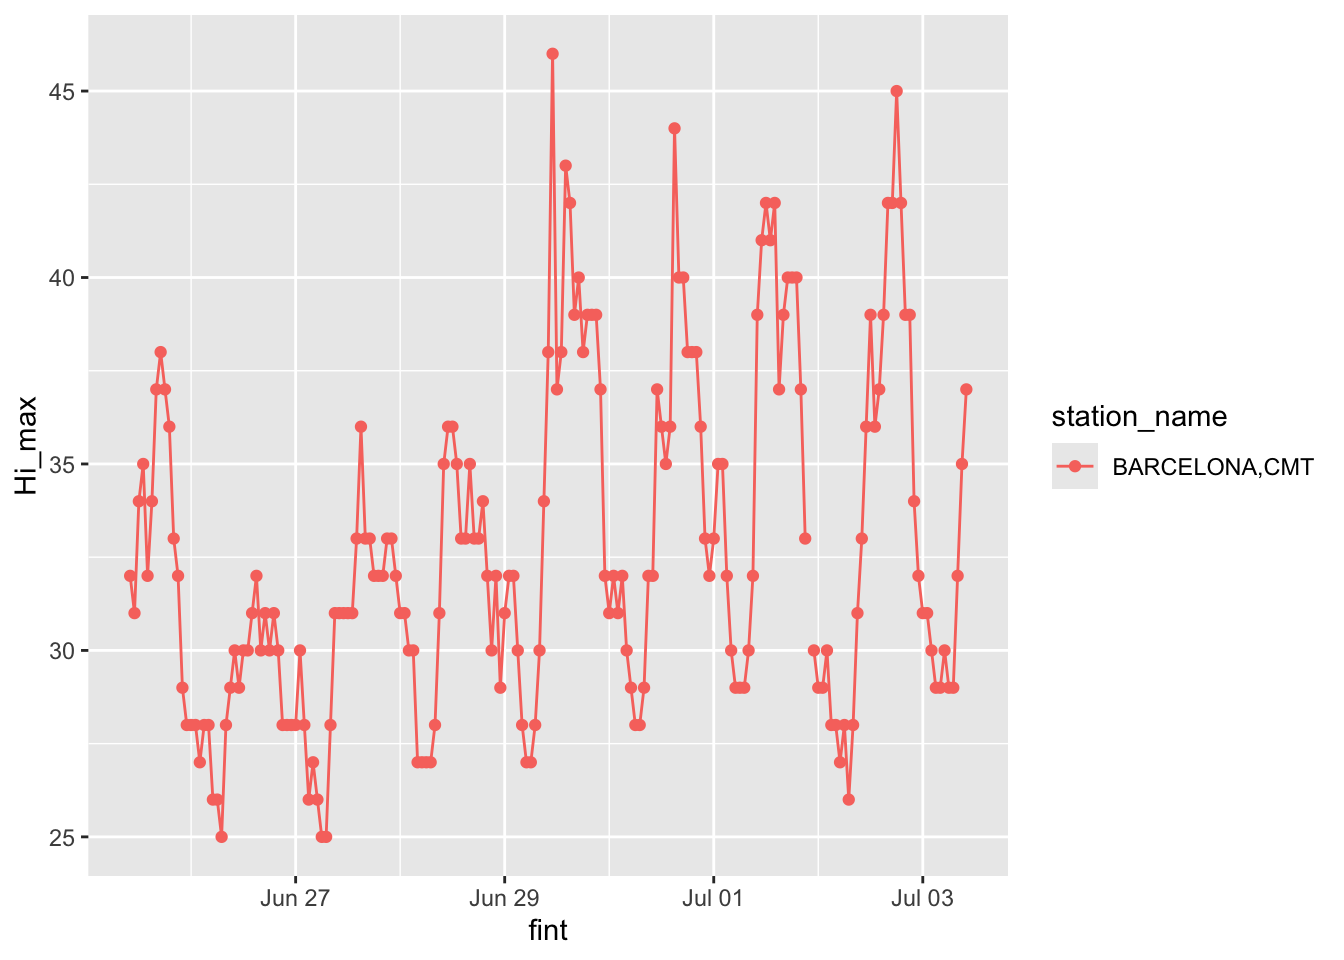 45
40
35
30
25
Hi_max
Jun 27
Jun 29
Jul 01
Jul 03
fint
station_name
BARCELONA,CMT